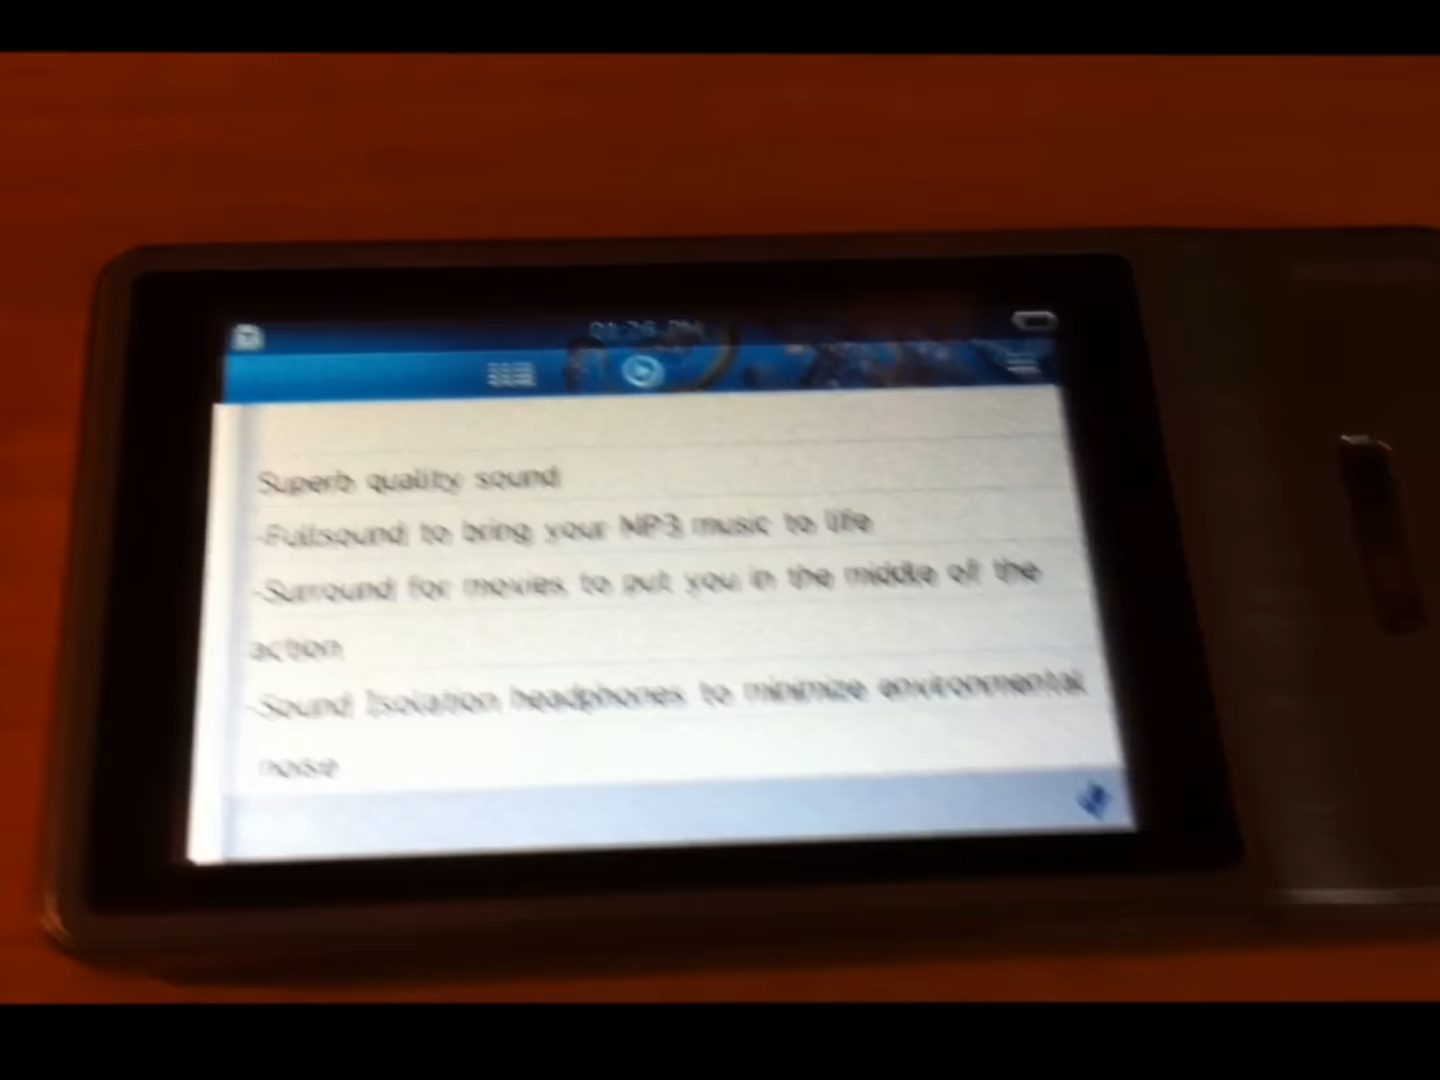 Superb quality sound
-Fullsound to bring your MP3 music to life
-Surround for movies to put you in the middle of the
action
-Sound Isolation headphones to minimize environmental
noise